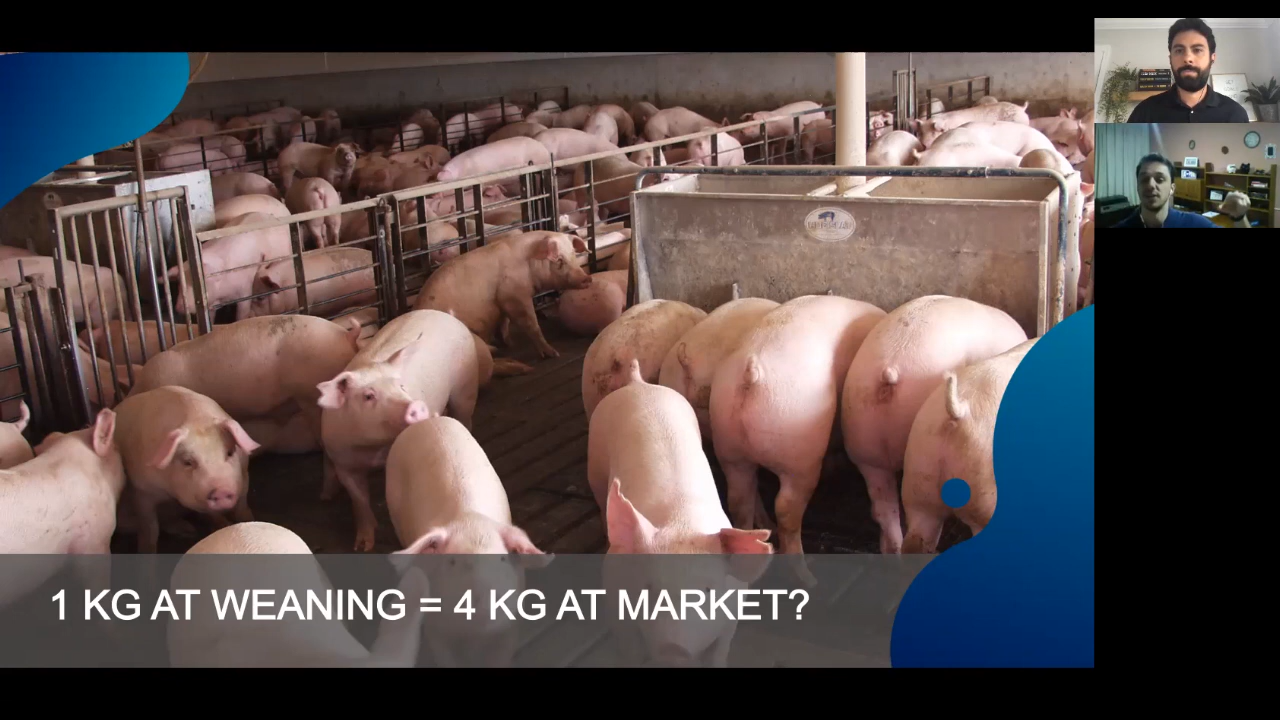 1 KG AT WEANING = 4 KG AT MARKET?